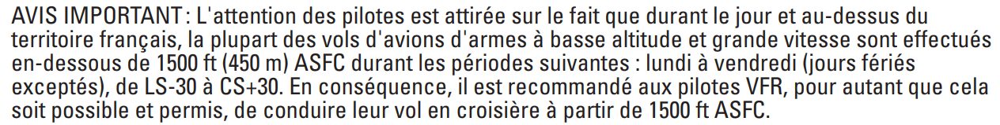 AVIS IMPORTANT : L'attention des pilotes est attirée sur le fait que durant le jour et au-dessus du
territoire français, la plupart des vols d'avions d'armes à basse altitude et grande vitesse sont effectués
en-dessous de 1500 ft (450 m) ASFC durant les périodes suivantes : lundi à vendredi (jours fériés
exceptés), de LS-30 à CS+30. En conséquence, il est recommandé aux pilotes VFR, pour autant que cela
soit possible et permis, de conduire leur vol en croisière à partir de 1500 ft ASFC.